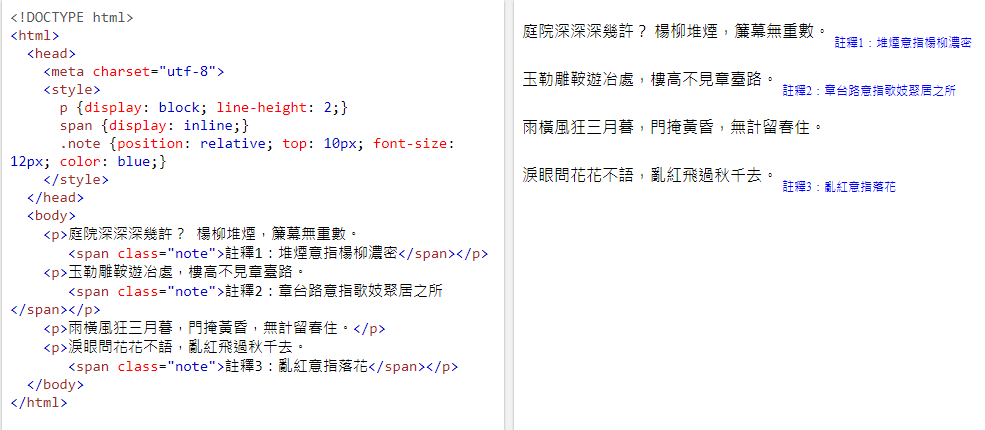 <!DOCTYPE html>
<html>
  <head>
    <meta charset="utf-8">
    <style>
      p {display: block; line-height: 2;}
      span {display: inline;}
      .note {position: relative; top: 10px; font-size:
12px; color: blue;}
    </style>
  </head>
  <body>
    <p>庭院深深深幾許？ 楊柳堆煙，簾幕無重數。
       <span class="note">註釋1：堆煙意指楊柳濃密</span></p>
    <p>玉勒雕鞍遊冶處，樓高不見章臺路。
       <span class="note">註釋2：章台路意指歌妓聚居之所
</span></p>
    <p>雨橫風狂三月暮，門掩黃昏，無計留春住。</p>
    <p>淚眼問花花不語，亂紅飛過秋千去。
       <span class="note">註釋3：亂紅意指落花</span></p>
  </body>
</html>
庭院深深深幾許？ 楊柳堆煙，簾幕無重數。 註釋1：堆煙意指楊柳濃密
玉勒雕鞍遊冶處，樓高不見章臺路。 註釋2：章台路意指歌妓聚居之所
雨橫風狂三月暮，門掩黃昏，無計留春住。
淚眼問花花不語，亂紅飛過秋千去。 註釋3：亂紅意指落花